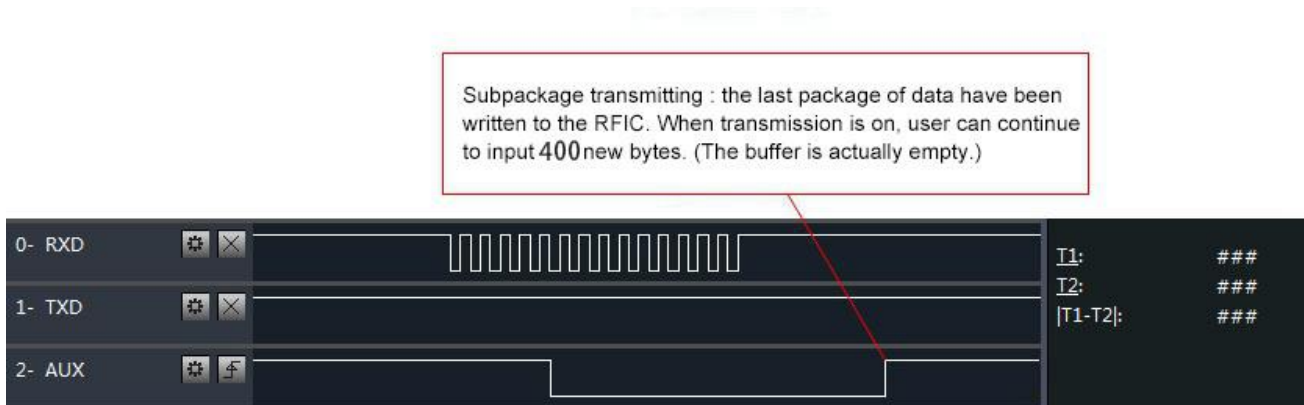 Subpackage transmitting : the last package of data have been
written to the RFIC. When transmission is on, user can continue
to input 400 new bytes. (The buffer is actually empty.)
0- RXD
T1: ###
1- TXD
T2: ###
|T1-T2|: ###
2- AUX